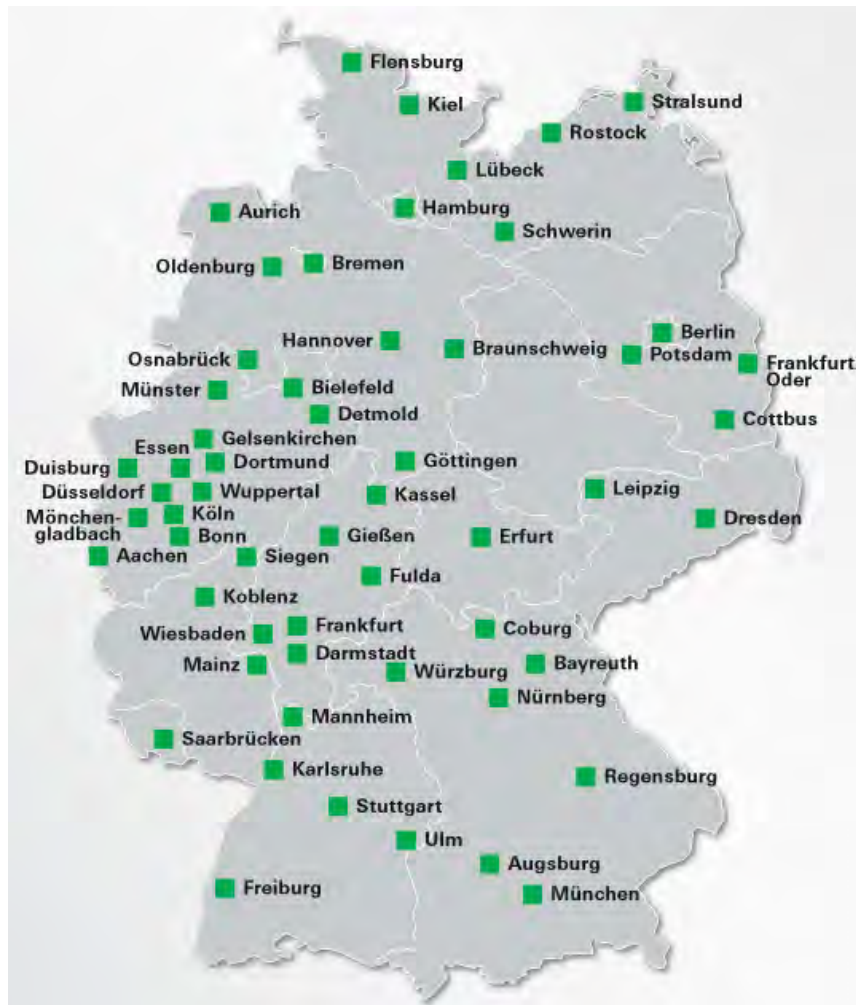 Flensburg
Kiel
Stralsund
Rostock
Lübeck
Aurich
Hamburg
Schwerin
Oldenburg
Bremen
Hannover
Braunschweig
Berlin
Potsdam
Frankfurt/
Oder
Osnabrück
Münster
Bielefeld
Detmold
Cottbus
Gelsenkirchen
Essen
Duisburg
Dortmund
Göttingen
Düsseldorf
Wuppertal
Kassel
Leipzig
Mönchen-
gladbach
Köln
Dresden
Bonn
Gießen
Erfurt
Aachen
Siegen
Fulda
Koblenz
Wiesbaden
Frankfurt
Coburg
Mainz
Darmstadt
Würzburg
Bayreuth
Nürnberg
Mannheim
Saarbrücken
Karlsruhe
Regensburg
Stuttgart
Ulm
Augsburg
Freiburg
München